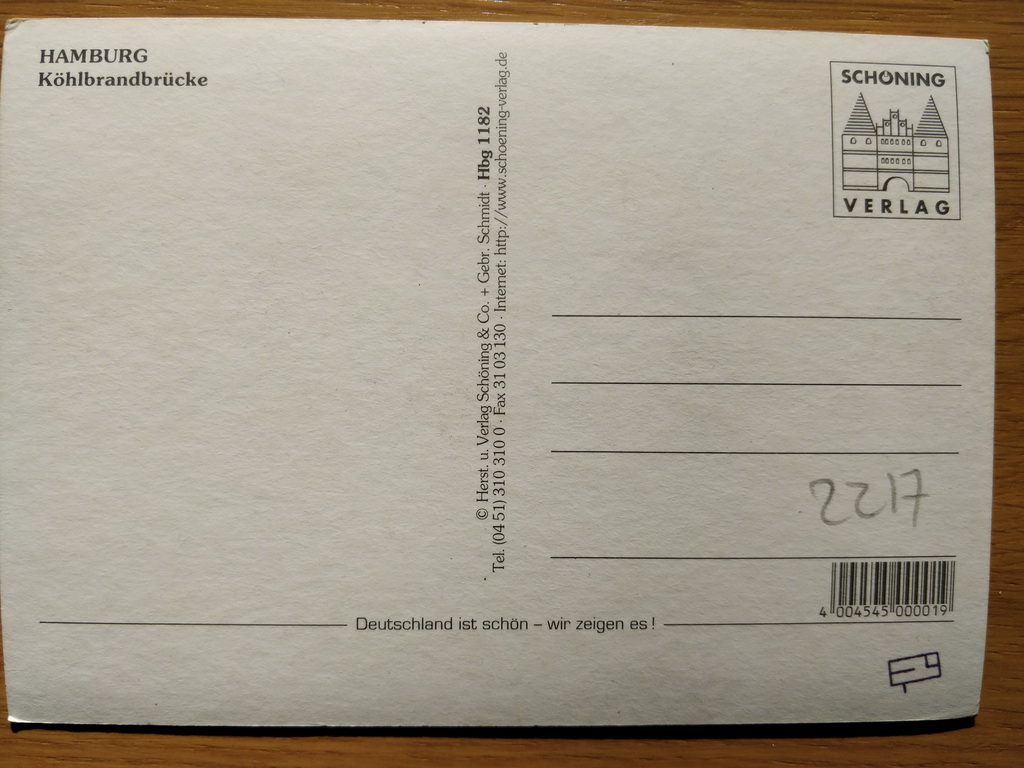 HAMBURG
Köhlbrandbrücke
© Herst. u. Verlag Schöning & Co. + Gebr. Schmidt · Hbg 1182
Tel. (04 51) 310 310 0 · Fax 31 03 130 · Internet: http://www.schoening-verlag.de
SCHÖNING
VERLAG
2217
4 004545 000019
Deutschland ist schön – wir zeigen es !